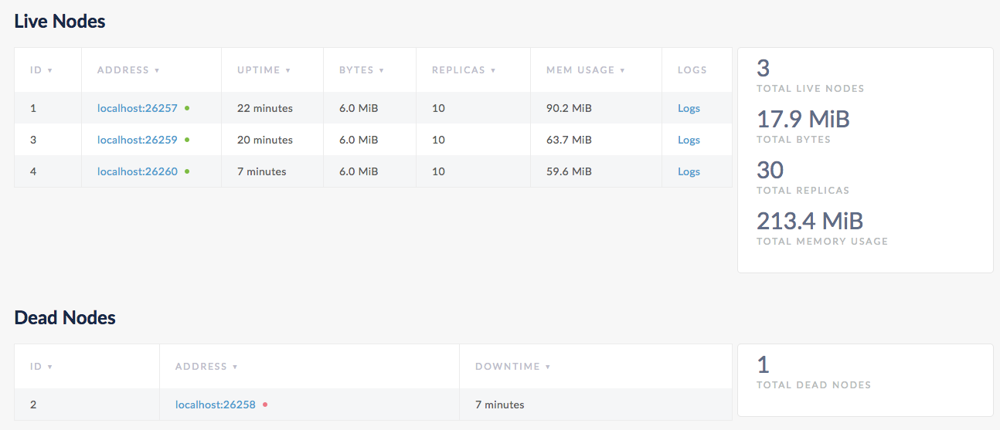 Live Nodes
ID ▼ ADDRESS ▼ UPTIME ▼ BYTES ▼ REPLICAS ▼ MEM USAGE ▼ LOGS
1 localhost:26257 22 minutes 6.0 MiB 10 90.2 MiB Logs
3 localhost:26259 20 minutes 6.0 MiB 10 63.7 MiB Logs
4 localhost:26260 7 minutes 6.0 MiB 10 59.6 MiB Logs
3
TOTAL LIVE NODES
17.9 MiB
TOTAL BYTES
30
TOTAL REPLICAS
213.4 MiB
TOTAL MEMORY USAGE
Dead Nodes
ID ▼ ADDRESS ▼ DOWNTIME ▼
2 localhost:26258 7 minutes
1
TOTAL DEAD NODES